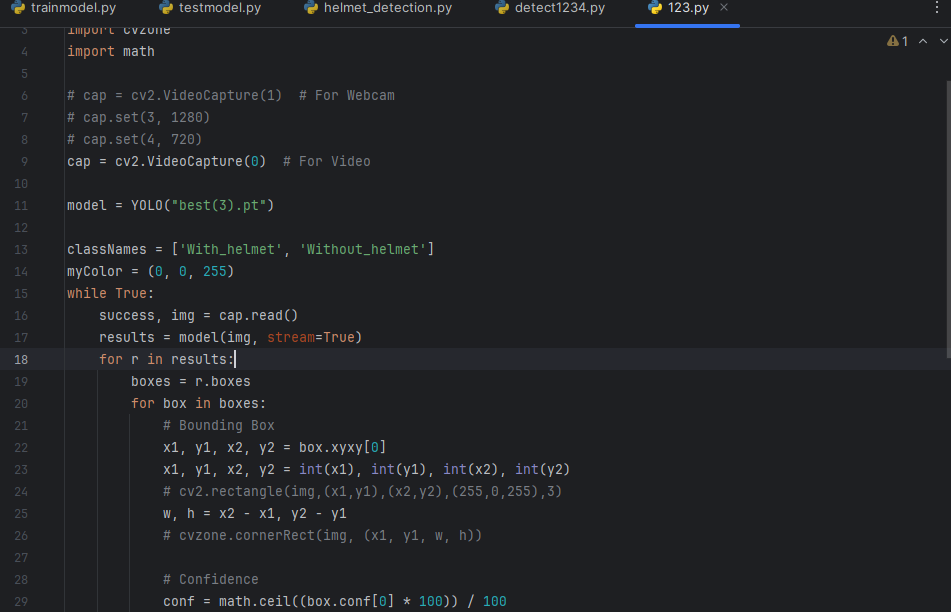 trainmodel.py testmodel.py helmet_detection.py detect1234.py 123.py
3 import cvzone
4 import math
1
5
6 # cap = cv2.VideoCapture(1)  # For Webcam
7 # cap.set(3, 1280)
8 # cap.set(4, 720)
9 cap = cv2.VideoCapture(0)  # For Video
10
11 model = YOLO("best(3).pt")
12
13 classNames = ['With_helmet', 'Without_helmet']
14 myColor = (0, 0, 255)
15 while True:
16     success, img = cap.read()
17     results = model(img, stream=True)
18     for r in results:
19         boxes = r.boxes
20         for box in boxes:
21             # Bounding Box
22             x1, y1, x2, y2 = box.xyxy[0]
23             x1, y1, x2, y2 = int(x1), int(y1), int(x2), int(y2)
24             # cv2.rectangle(img,(x1,y1),(x2,y2),(255,0,255),3)
25             w, h = x2 - x1, y2 - y1
26             # cvzone.cornerRect(img, (x1, y1, w, h))
27
28             # Confidence
29             conf = math.ceil((box.conf[0] * 100)) / 100